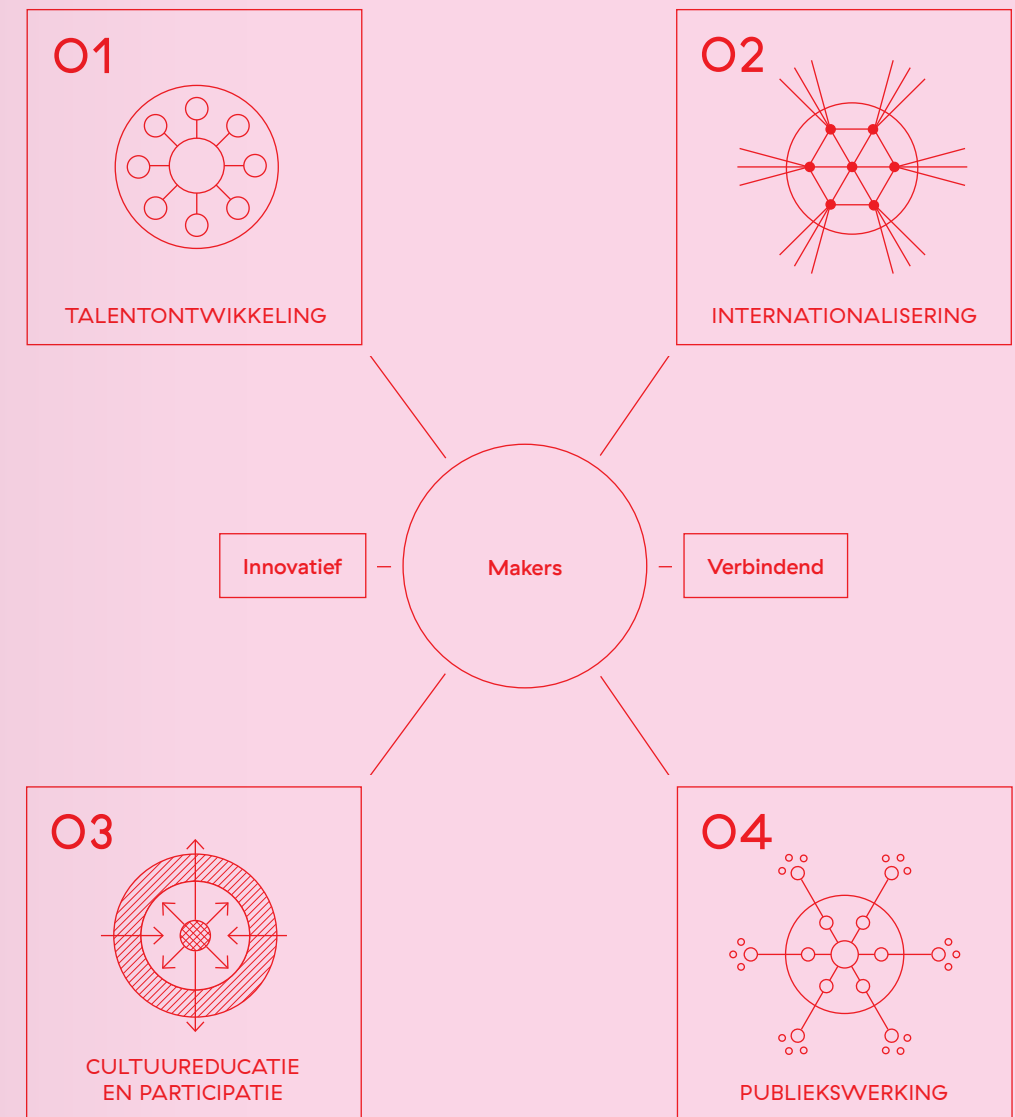 01
TALENTONTWIKKELING
02
INTERNATIONALISERING
Innovatief
Makers
Verbindend
03
CULTUUREDUCATIE
EN PARTICIPATIE
04
PUBLIEKSWERKING